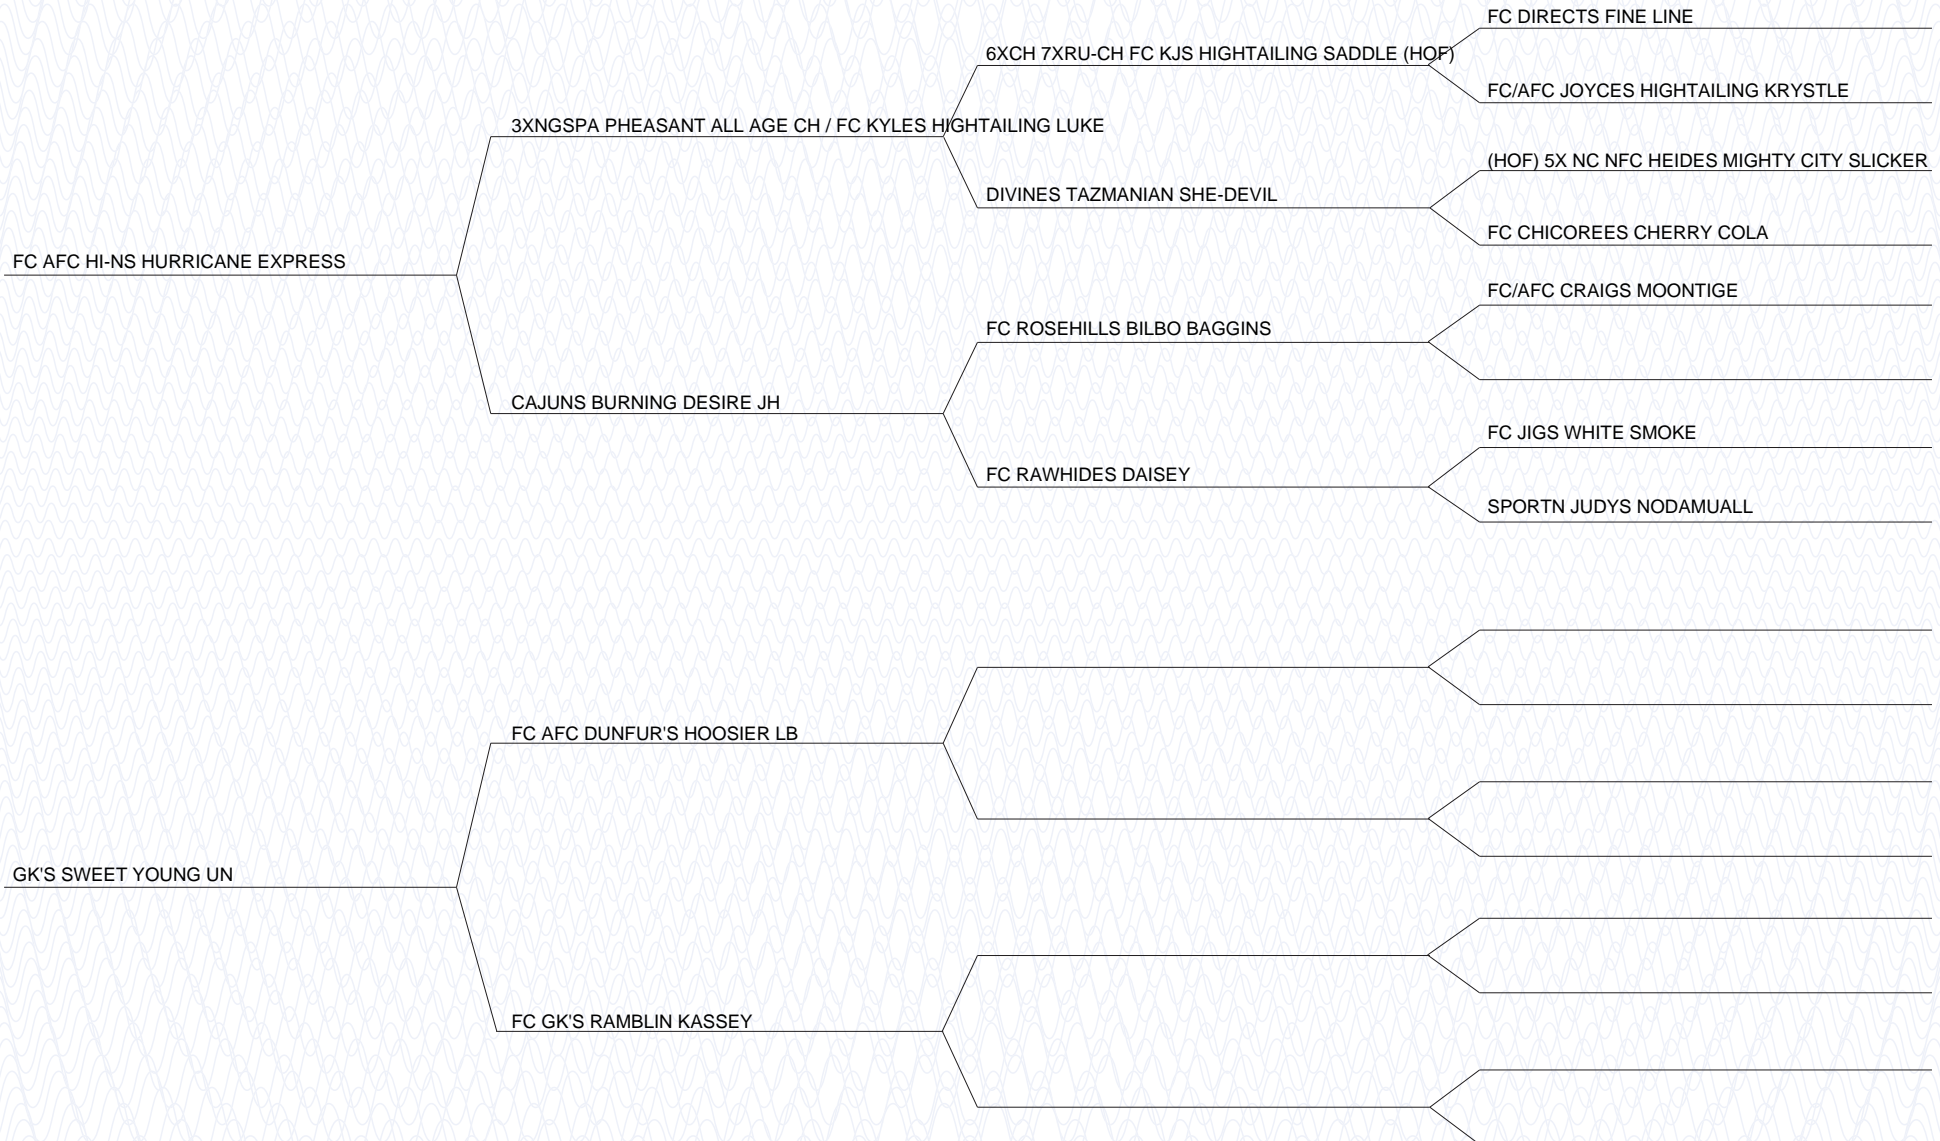 FC DIRECTS FINE LINE
6XCH 7XRU-CH FC KJS HIGHTAILING SADDLE (HOF)
FC/AFC JOYCES HIGHTAILING KRYSTLE
3XNGSPA PHEASANT ALL AGE CH / FC KYLES HIGHTAILING LUKE
(HOF) 5X NC NFC HEIDES MIGHTY CITY SLICKER
DIVINES TAZMANIAN SHE-DEVIL
FC CHICOREES CHERRY COLA
FC AFC HI-NS HURRICANE EXPRESS
FC/AFC CRAIGS MOONTIGE
FC ROSEHILLS BILBO BAGGINS
CAJUNS BURNING DESIRE JH
FC JIGS WHITE SMOKE
FC RAWHIDES DAISEY
SPORTN JUDYS NODAMUALL
FC AFC DUNFUR'S HOOSIER LB
GK'S SWEET YOUNG UN
FC GK'S RAMBLIN KASSEY